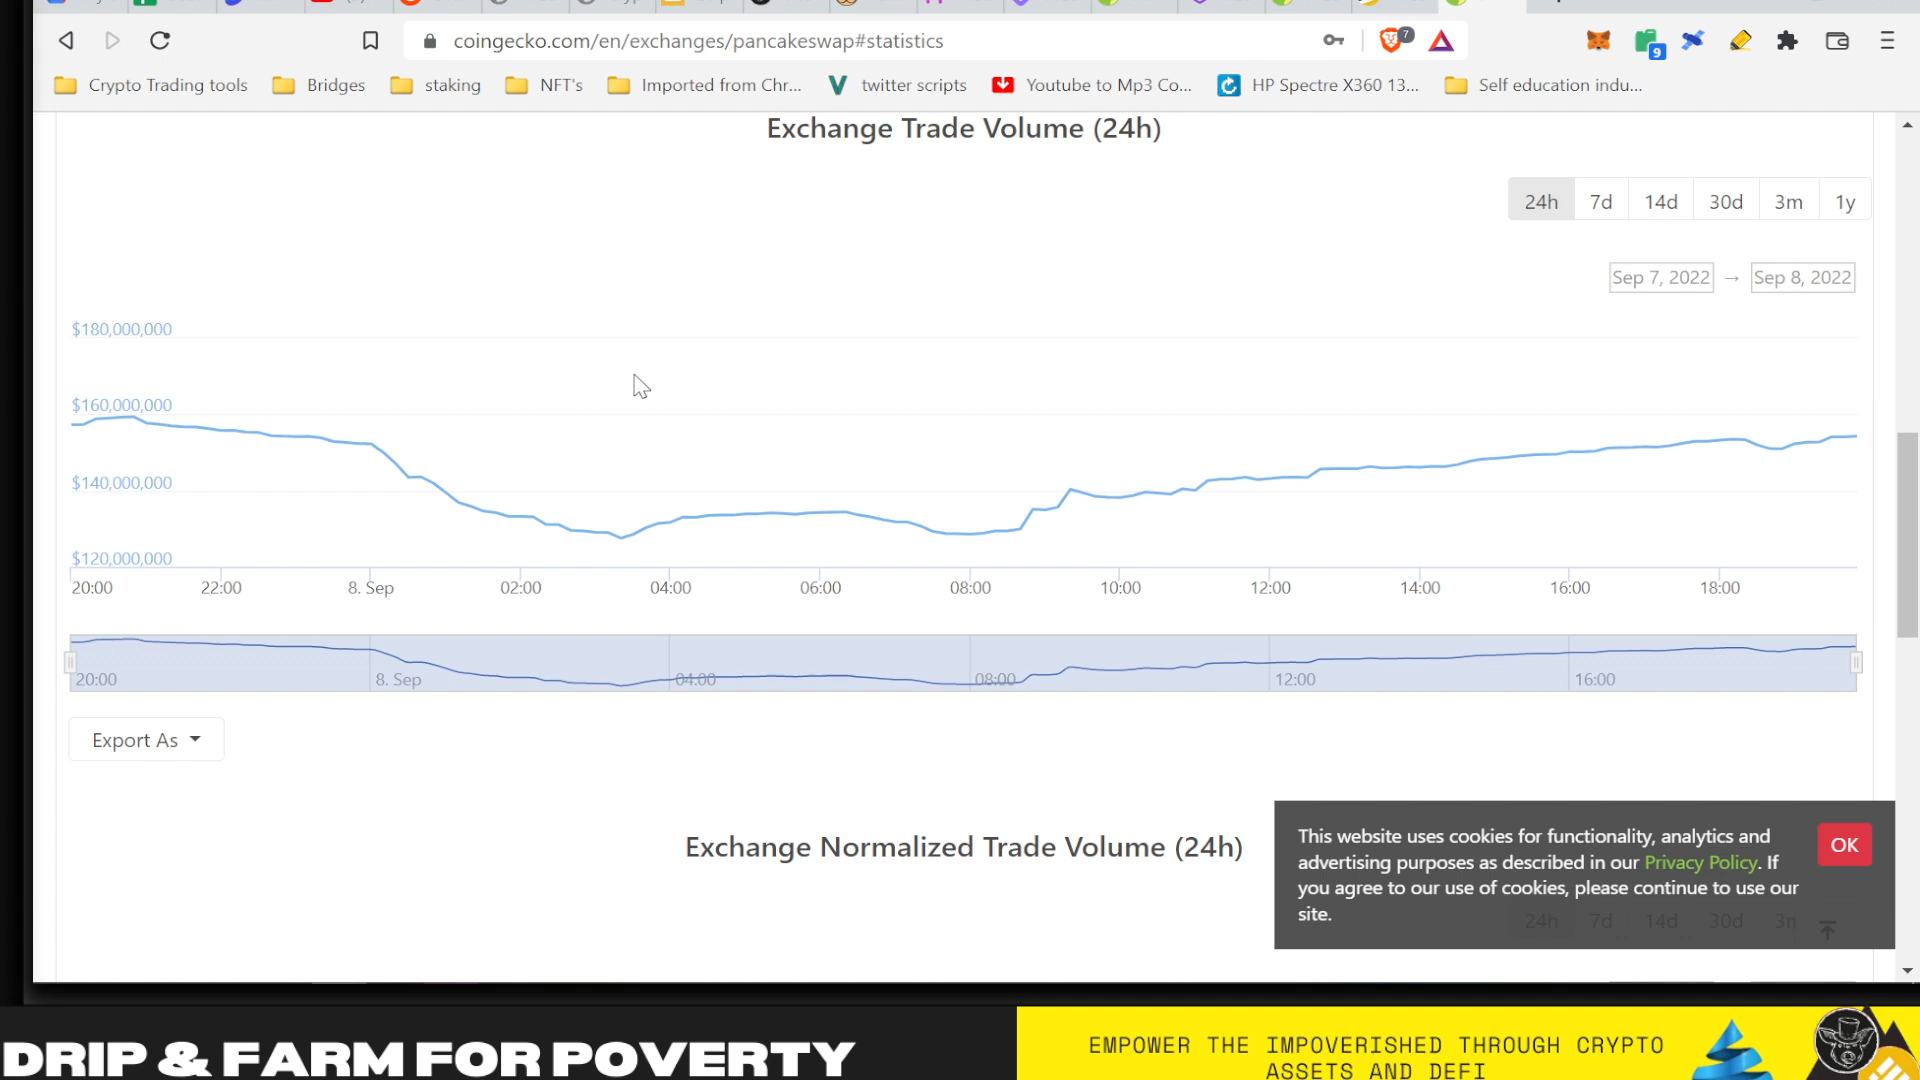 coingecko.com/en/exchanges/pancakeswap#statistics
7
9
Crypto Trading tools
Bridges
staking
NFT's
Imported from Chr...
twitter scripts
Youtube to Mp3 Co...
HP Spectre X360 13...
Self education indu...
Exchange Trade Volume (24h)
24h 7d 14d 30d 3m 1y
Sep 7, 2022 → Sep 8, 2022
$180,000,000
$160,000,000
$140,000,000
$120,000,000
20:00 22:00 8. Sep 02:00 04:00 06:00 08:00 10:00 12:00 14:00 16:00 18:00
20:00 8. Sep 04:00 08:00 12:00 16:00
Export As
Exchange Normalized Trade Volume (24h)
This website uses cookies for functionality, analytics and
advertising purposes as described in our Privacy Policy. If
you agree to our use of cookies, please continue to use our
site.
OK
24h 7d 14d 30d
DRIP & FARM FOR POVERTY
EMPOWER THE IMPOVERISHED THROUGH CRYPTO
ASSETS AND DEFI